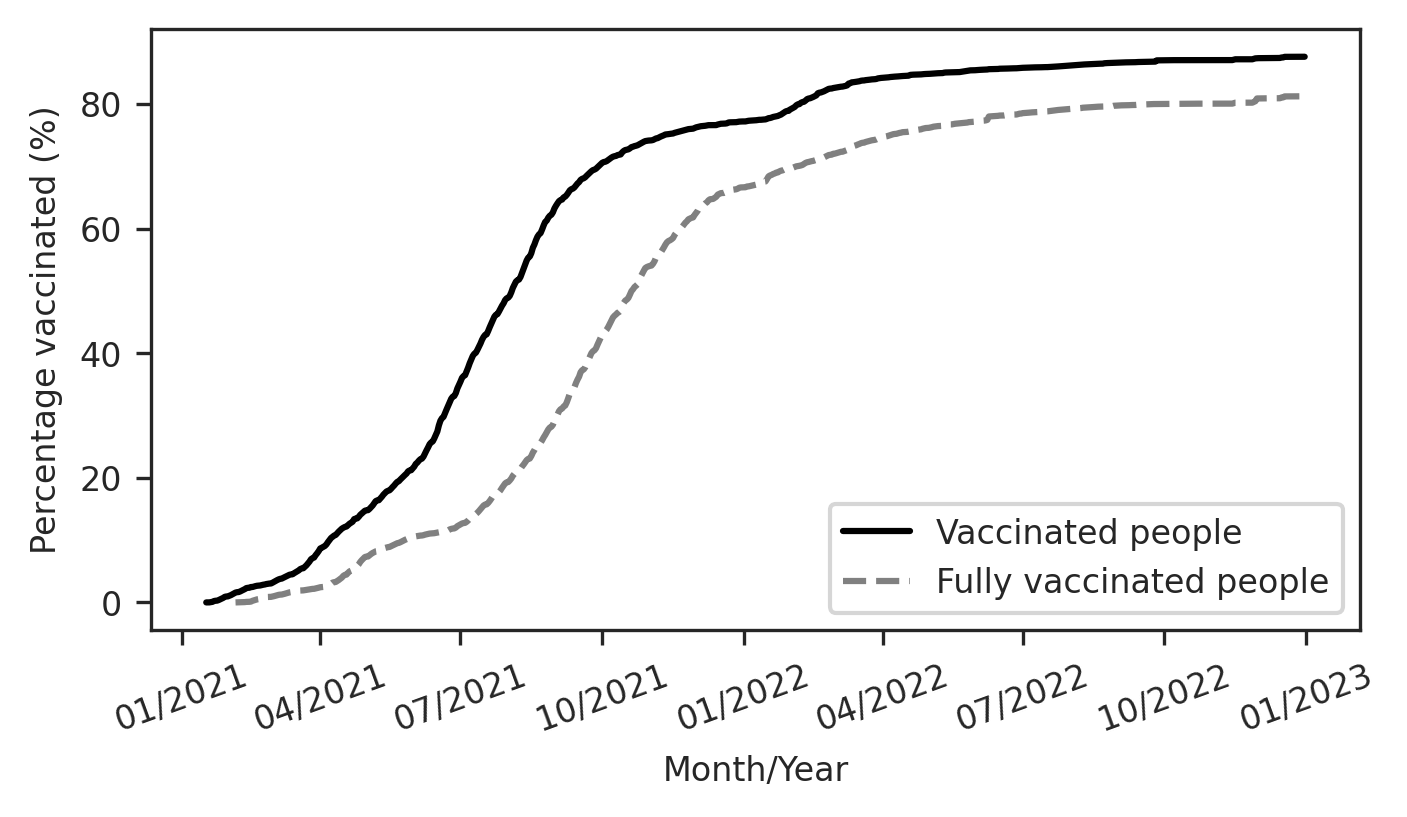 Percentage vaccinated (%)
80
60
40
20
0
Vaccinated people
Fully vaccinated people
01/2021 04/2021 07/2021 10/2021 01/2022 04/2022 07/2022 10/2022 01/2023
Month/Year